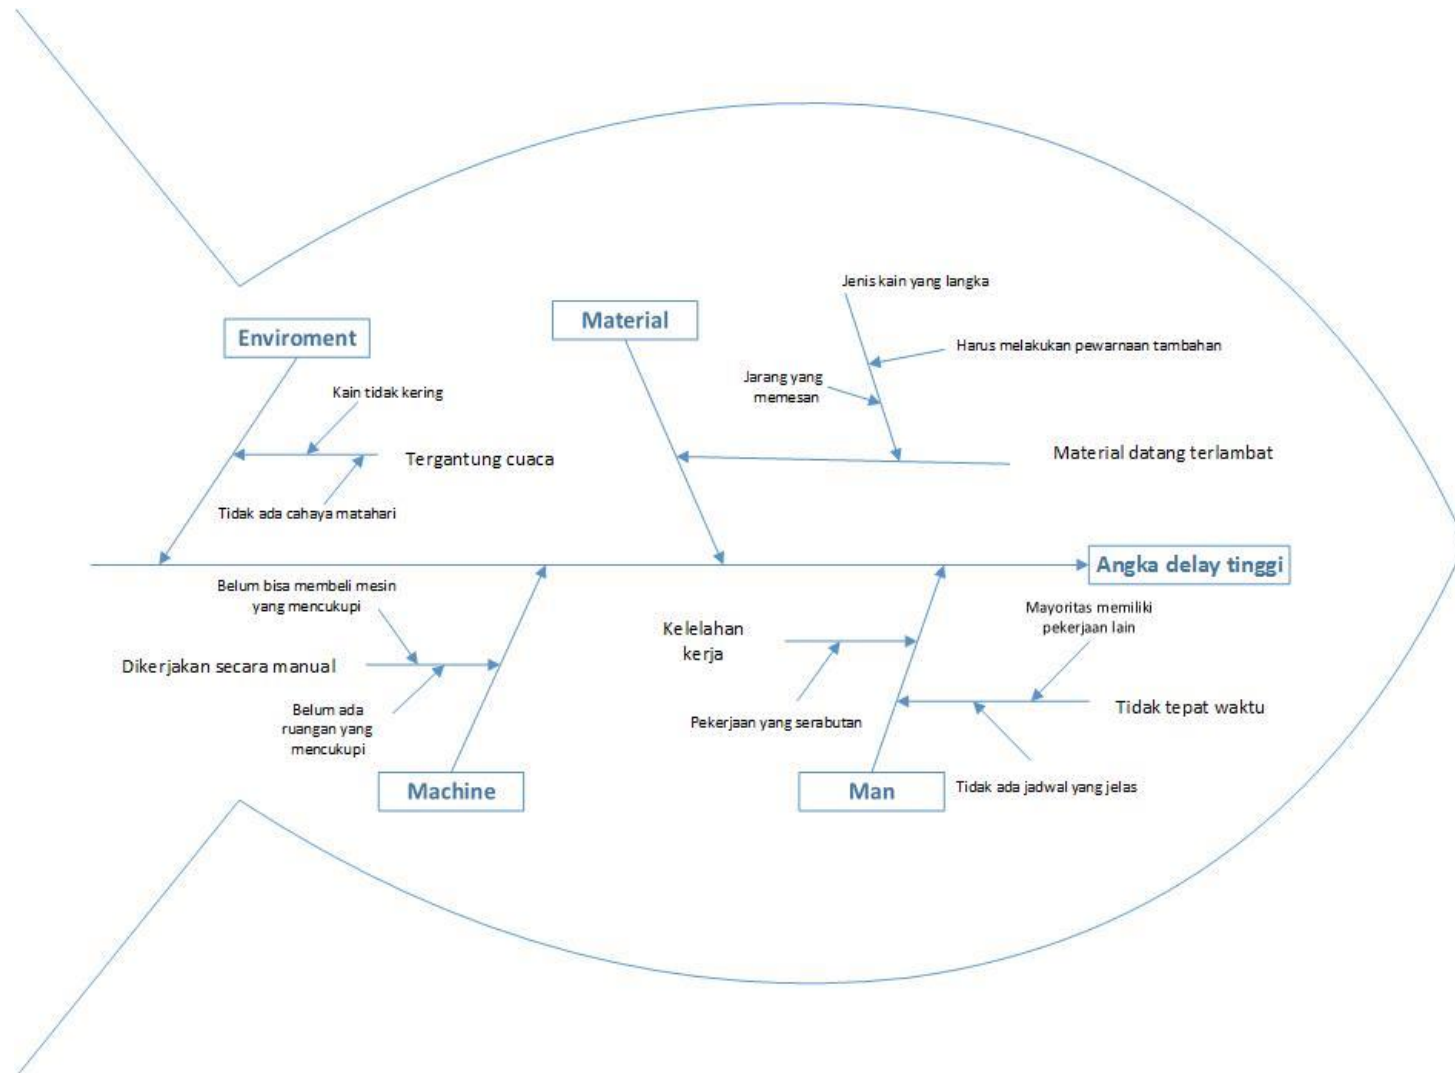 Jenis kain yang langka
Enviroment
Material
Harus melakukan pewarnaan tambahan
Jarang yang
memesan
Kain tidak kering
Tergantung cuaca
Material datang terlambat
Tidak ada cahaya matahari
Angka delay tinggi
Belum bisa membeli mesin
yang mencukupi
Mayoritas memiliki
pekerjaan lain
Kelelahan
kerja
Dikerjakan secara manual
Belum ada
ruangan yang
mencukupi
Pekerjaan yang serabutan
Tidak tepat waktu
Machine
Man
Tidak ada jadwal yang jelas